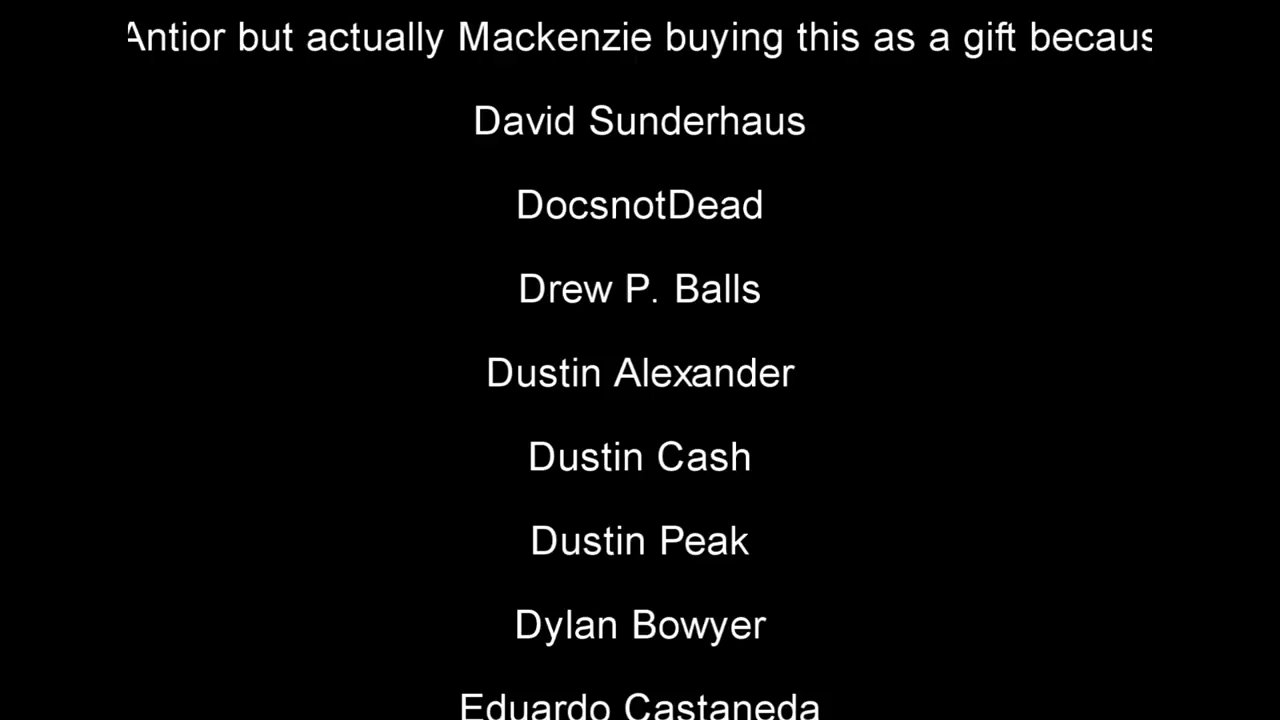 Antior but actually Mackenzie buying this as a gift becaus
David Sunderhaus
DocsnotDead
Drew P. Balls
Dustin Alexander
Dustin Cash
Dustin Peak
Dylan Bowyer
Eduardo Castaneda